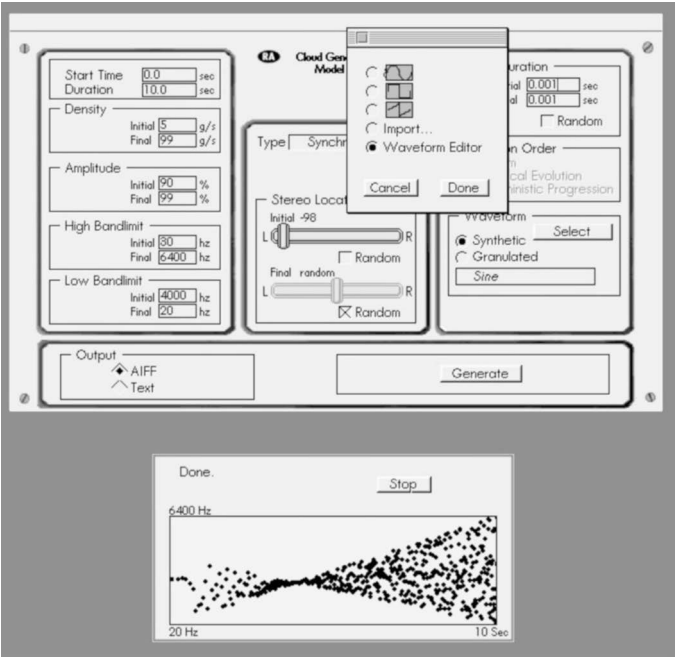 RA Cloud Gen
Model
Start Time 0.0 sec
Duration 10.0 sec
Density
Initial 5 g/s
Final 99 g/s
Amplitude
Initial 90 %
Final 99 %
High Bandlimit
Initial 80 hz
Final 6400 hz
Low Bandlimit
Initial 4000 hz
Final 20 hz
Type Synchr
Stereo Locat
Initial -98
L R
Random
Final random
L R
Random
Import...
Waveform Editor
Cancel Done
uration
ial 0.001 sec
al 0.001 sec
Random
on Order
m
cal Evolution
inistic Progression
Waveform
Select
Synthetic
Granulated
Sine
Output
AIFF
Text
Generate
Done.
Stop
6400 Hz
20 Hz 10 Sec